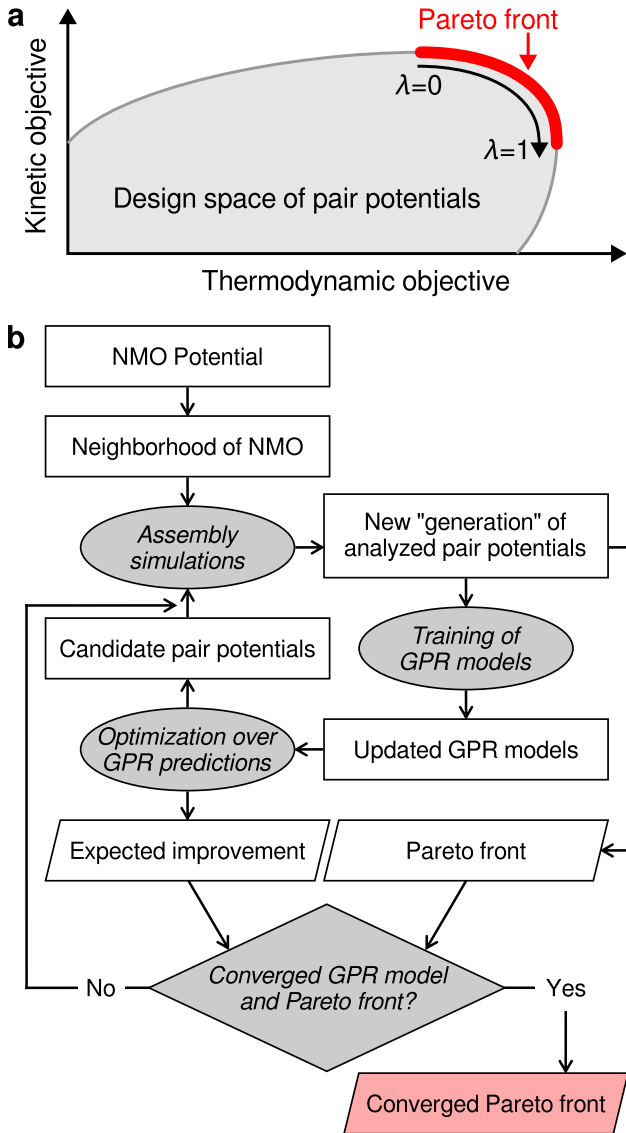 a
Pareto front
λ=0
λ=1
Kinetic objective
Design space of pair potentials
Thermodynamic objective
b
NMO Potential
Neighborhood of NMO
Assembly
simulations
New "generation" of
analyzed pair potentials
Candidate pair potentials
Training of
GPR models
Optimization over
GPR predictions
Updated GPR models
Expected improvement
Pareto front
Converged GPR model
and Pareto front?
No
Yes
Converged Pareto front